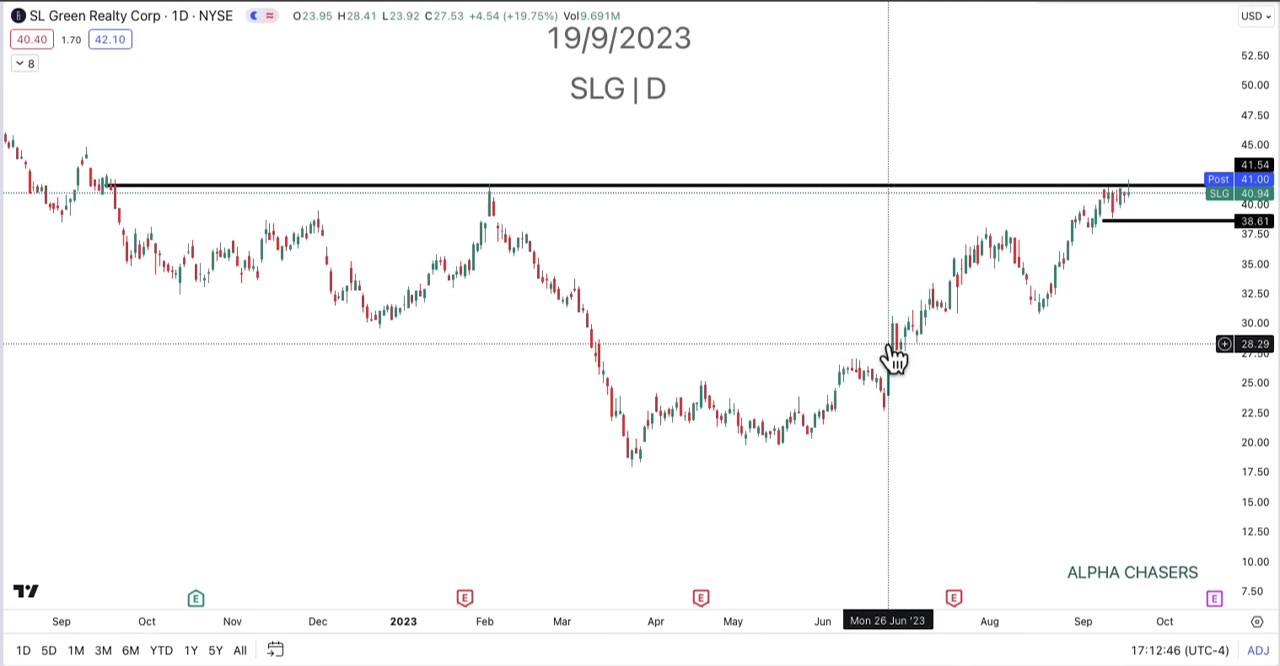 SL Green Realty Corp · 1D · NYSE O23.95 H28.41 L23.92 C27.53 +4.54 (+19.75%) Vol9.691M USD
40.40 1.70 42.10
8
19/9/2023
SLG | D
52.50
50.00
47.50
45.00
41.54
Post 41.00
SLG 40.94
40.00
38.61
37.50
35.00
32.50
30.00
28.29
27.50
25.00
22.50
20.00
17.50
15.00
12.50
10.00
7.50
ALPHA CHASERS
E E E E E
Sep Oct Nov Dec 2023 Feb Mar Apr May Jun Mon 26 Jun '23 Aug Sep Oct
1D 5D 1M 3M 6M YTD 1Y 5Y All 17:12:46 (UTC-4) ADJ